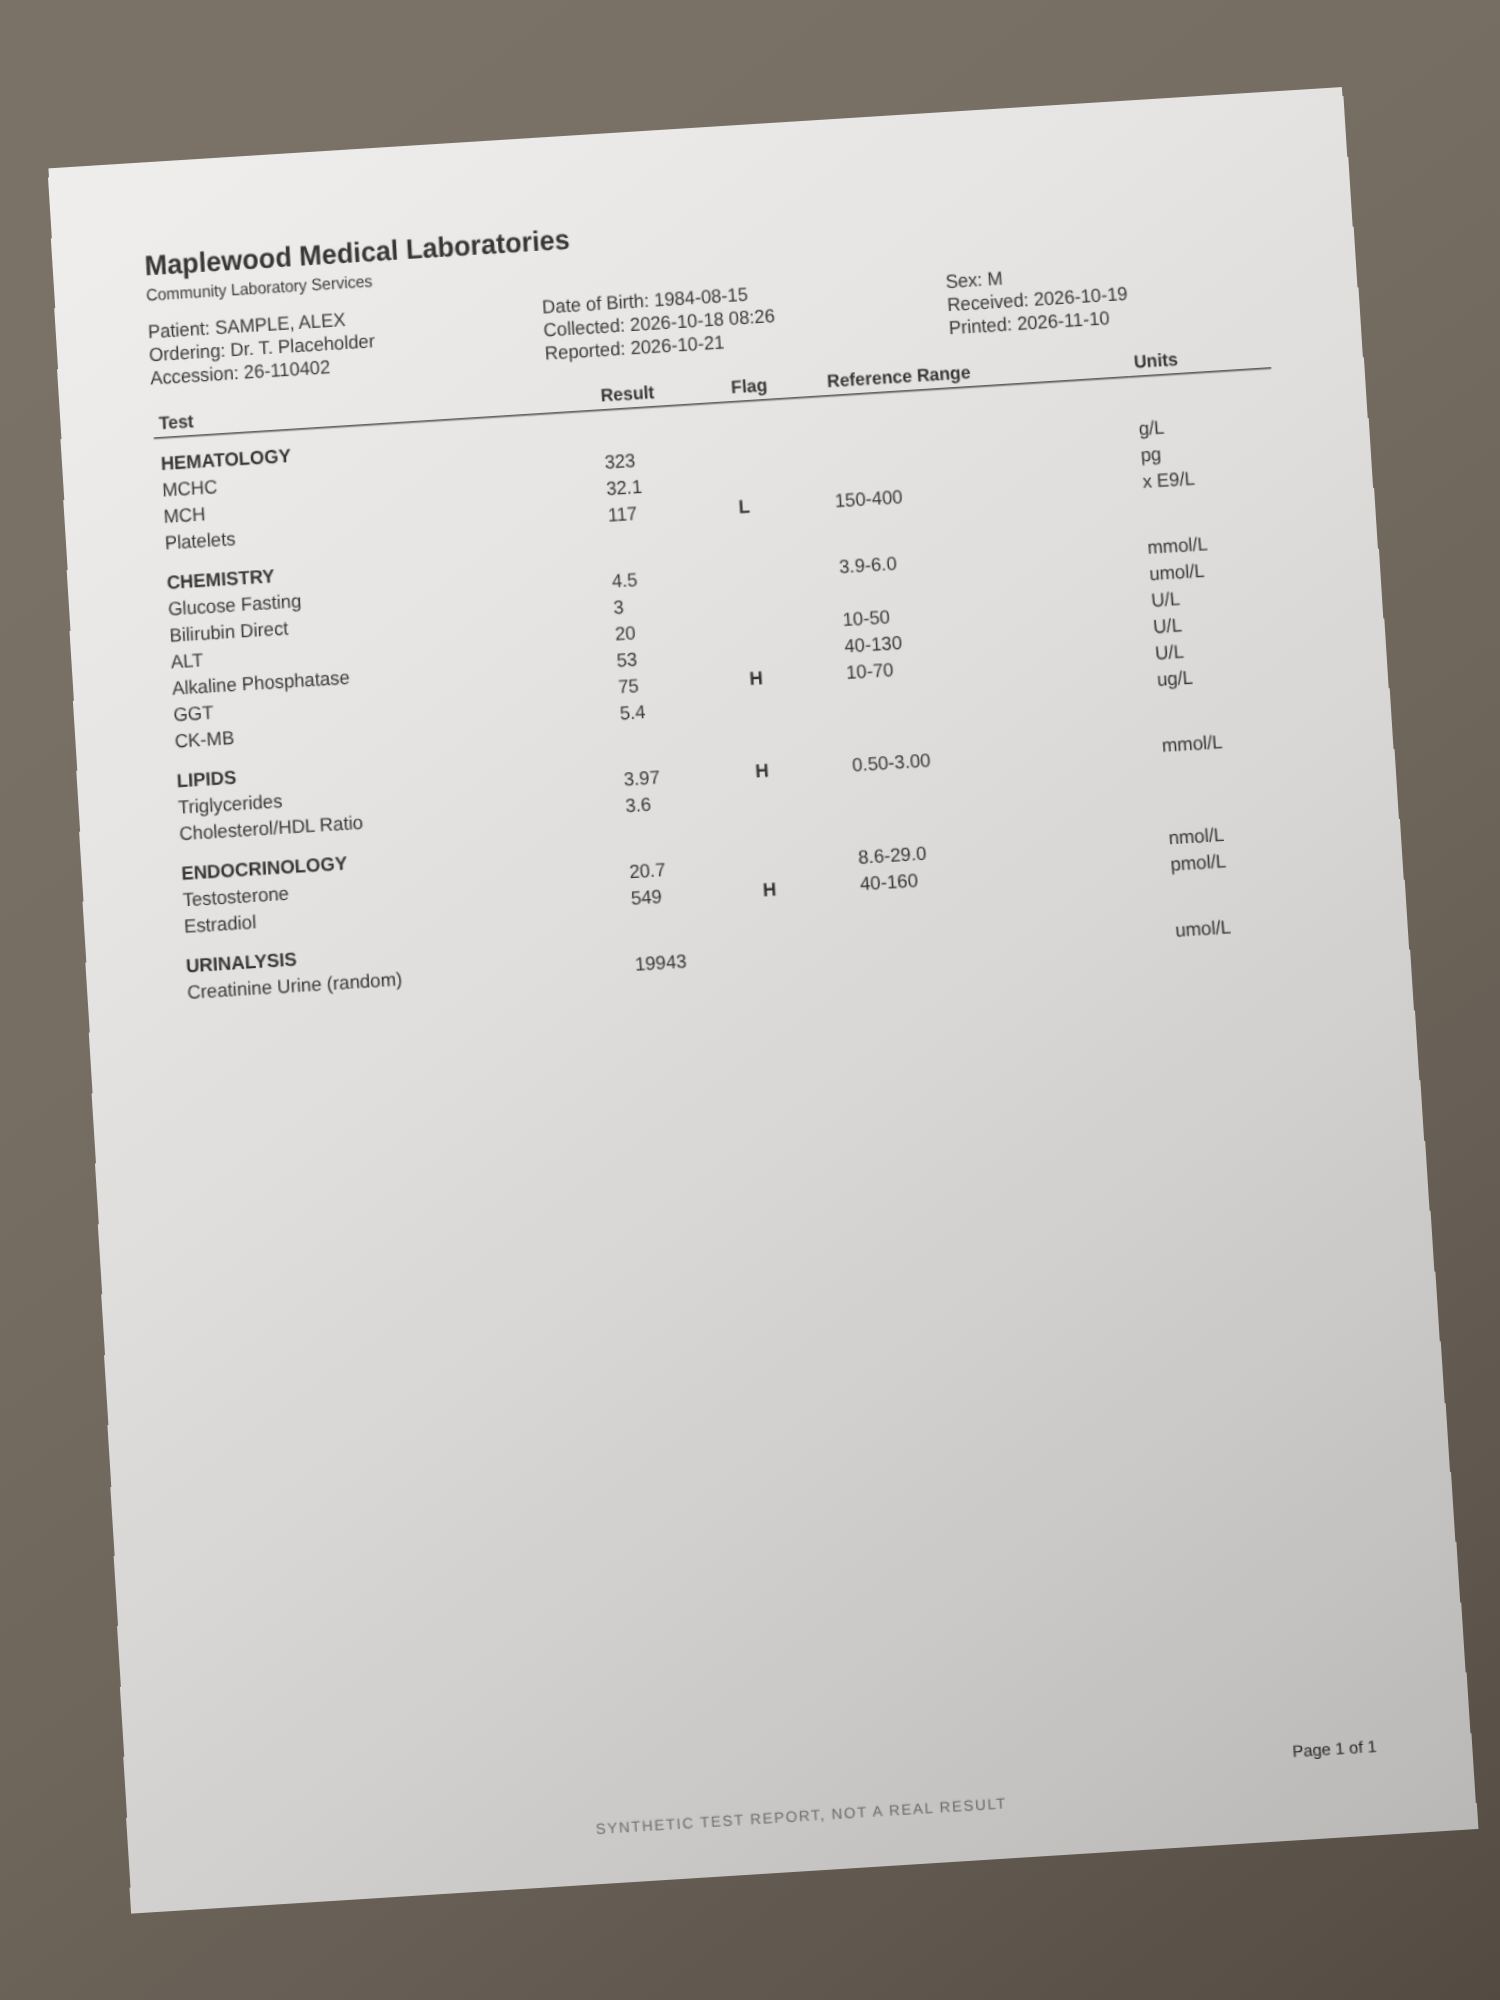 Maplewood Medical Laboratories
Community Laboratory Services
Patient: SAMPLE, ALEX Date of Birth: 1984-08-15 Sex: M
Ordering: Dr. T. Placeholder Collected: 2026-10-18 08:26 Received: 2026-10-19
Accession: 26-110402 Reported: 2026-10-21 Printed: 2026-11-10
Test Result Flag Reference Range Units
HEMATOLOGY
MCHC 323 g/L
MCH 32.1 pg
Platelets 117 L 150-400 x E9/L
CHEMISTRY
Glucose Fasting 4.5 3.9-6.0 mmol/L
Bilirubin Direct 3 umol/L
ALT 20 10-50 U/L
Alkaline Phosphatase 53 40-130 U/L
GGT 75 H 10-70 U/L
CK-MB 5.4 ug/L
LIPIDS
Triglycerides 3.97 H 0.50-3.00 mmol/L
Cholesterol/HDL Ratio 3.6
ENDOCRINOLOGY
Testosterone 20.7 8.6-29.0 nmol/L
Estradiol 549 H 40-160 pmol/L
URINALYSIS
Creatinine Urine (random) 19943 umol/L
Page 1 of 1
SYNTHETIC TEST REPORT, NOT A REAL RESULT